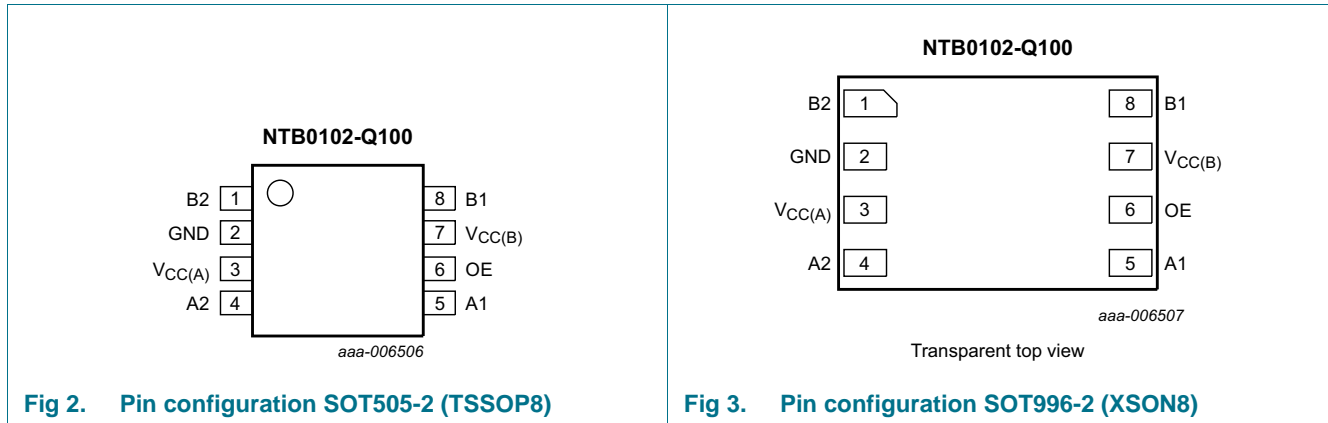 NTB0102-Q100
B2 1 8 B1
GND 2 7 VCC(B)
VCC(A) 3 6 OE
A2 4 5 A1
aaa-006506
Fig 2. Pin configuration SOT505-2 (TSSOP8)
NTB0102-Q100
B2 1 8 B1
GND 2 7 VCC(B)
VCC(A) 3 6 OE
A2 4 5 A1
aaa-006507
Transparent top view
Fig 3. Pin configuration SOT996-2 (XSON8)